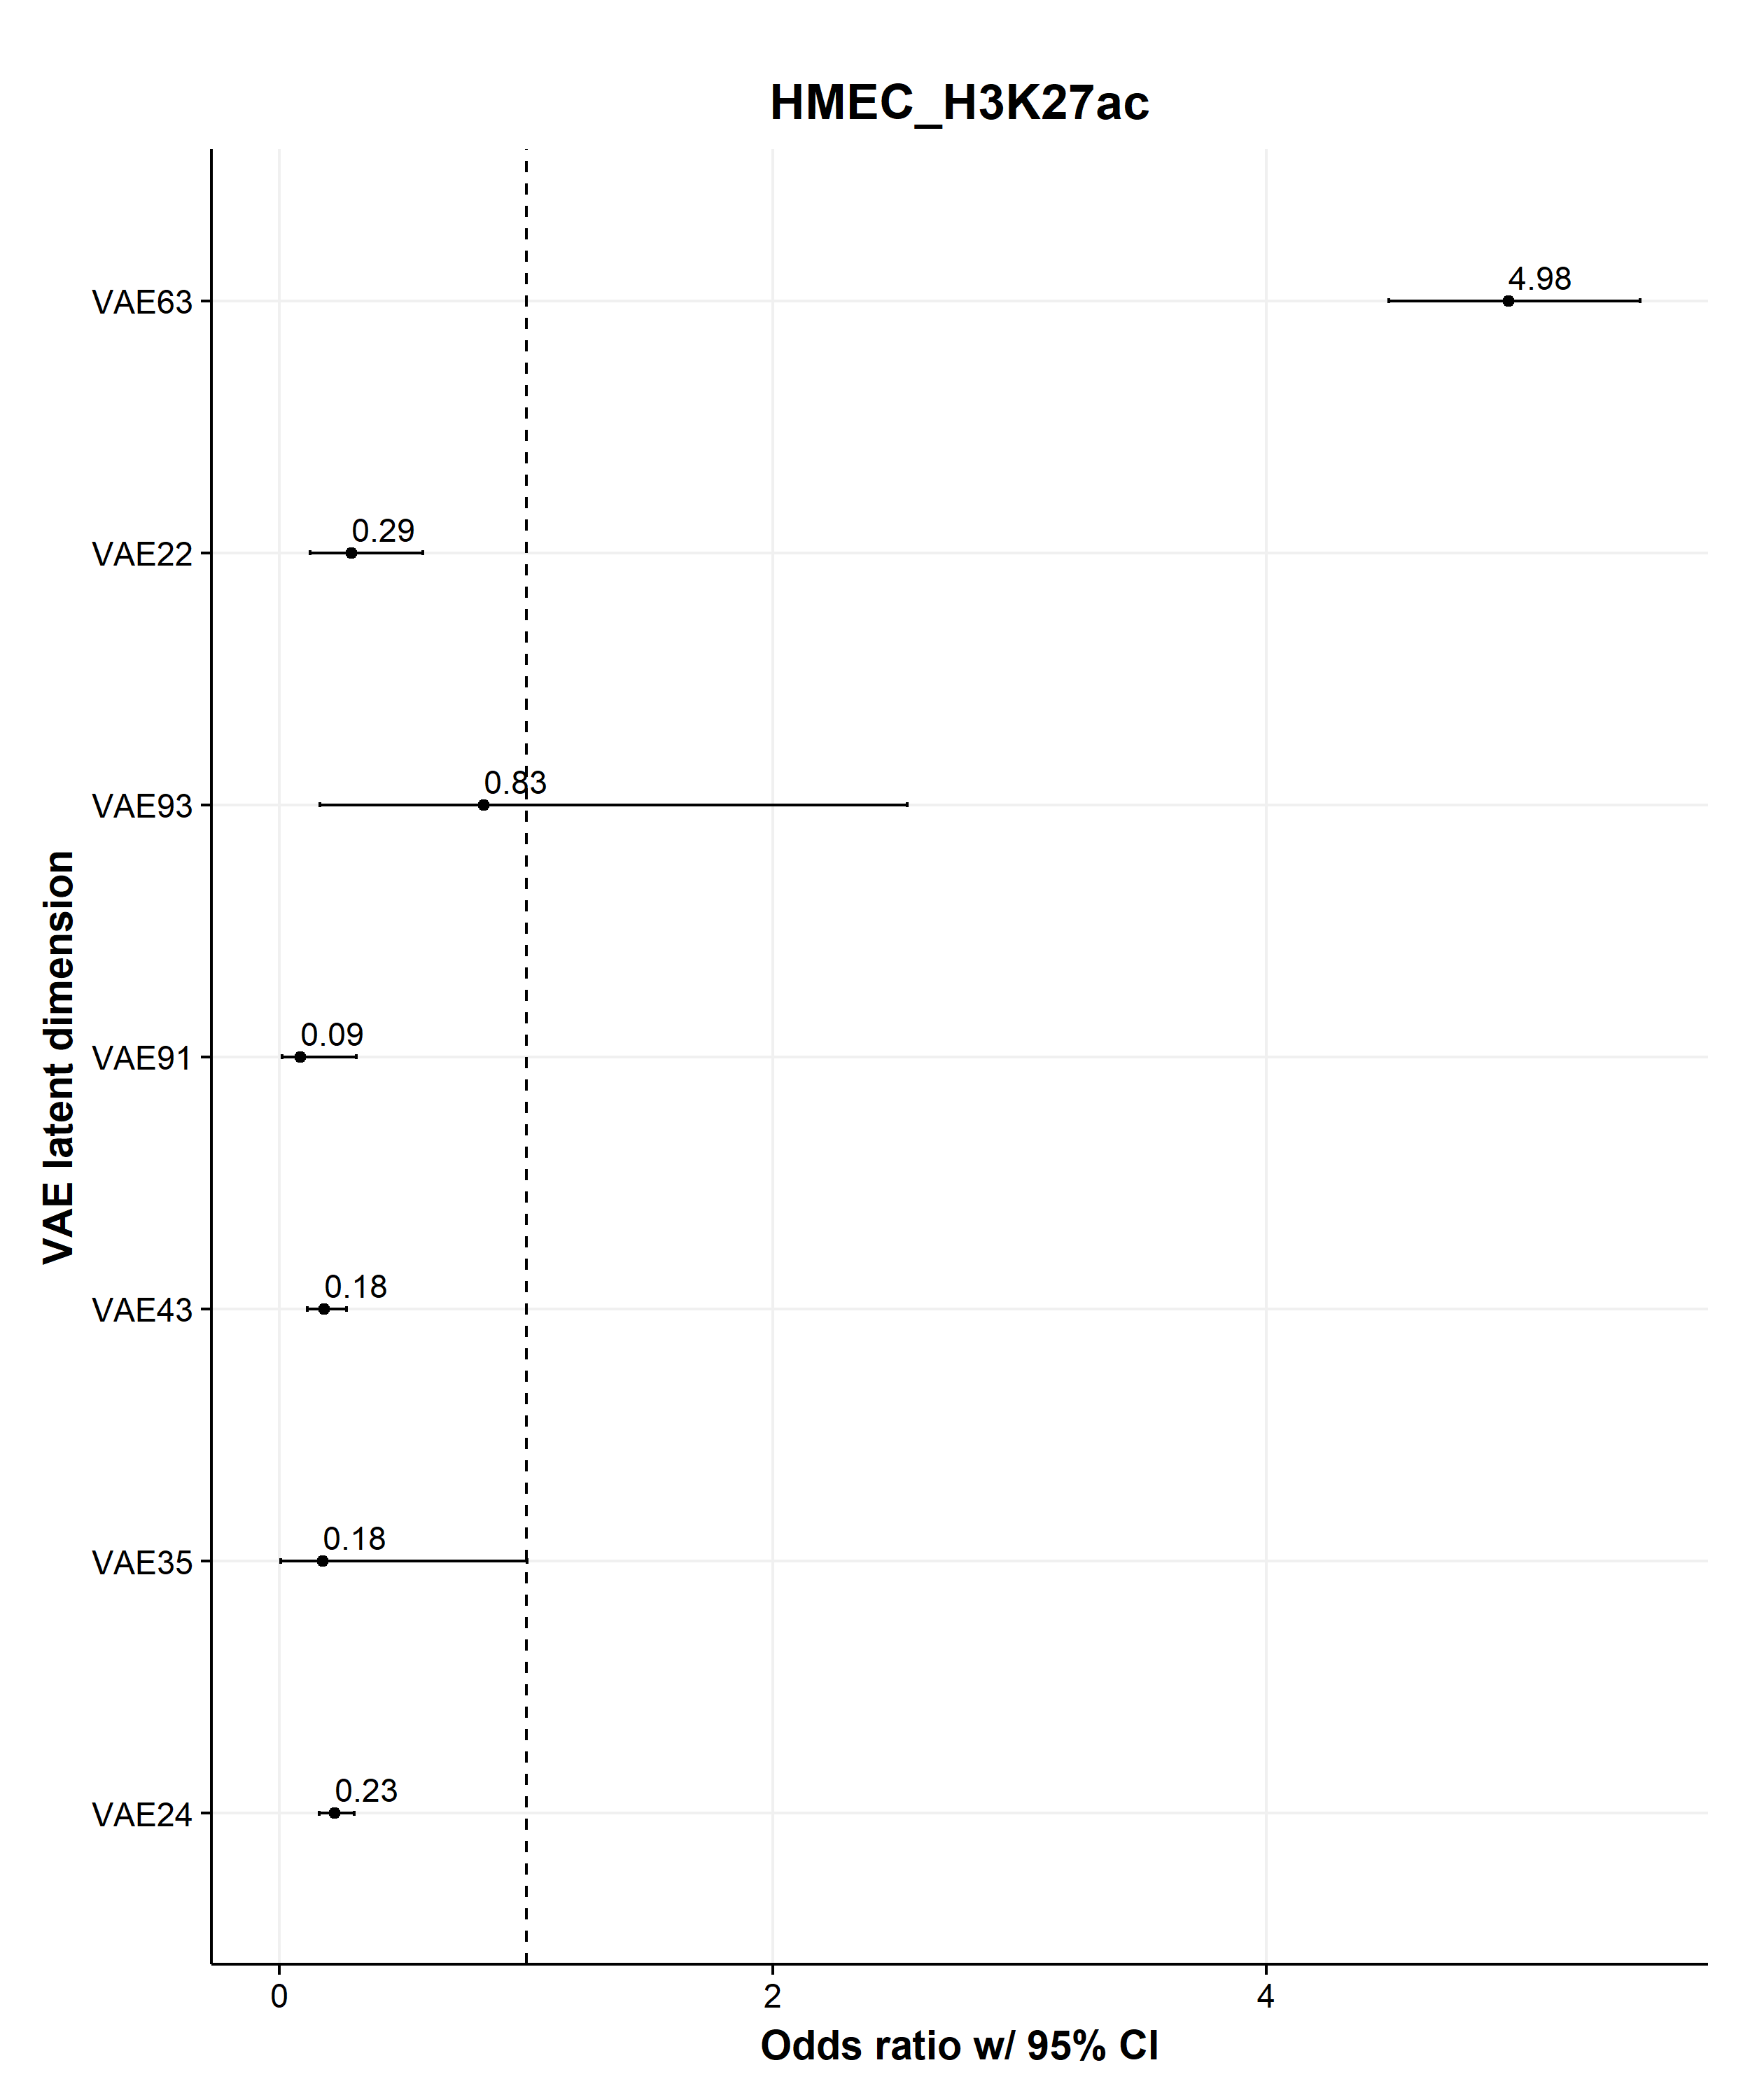 HMEC_H3K27ac
VAE latent dimension
VAE63
4.98
VAE22
0.29
VAE93
0.83
VAE91
0.09
VAE43
0.18
VAE35
0.18
VAE24
0.23
0 2 4
Odds ratio w/ 95% CI